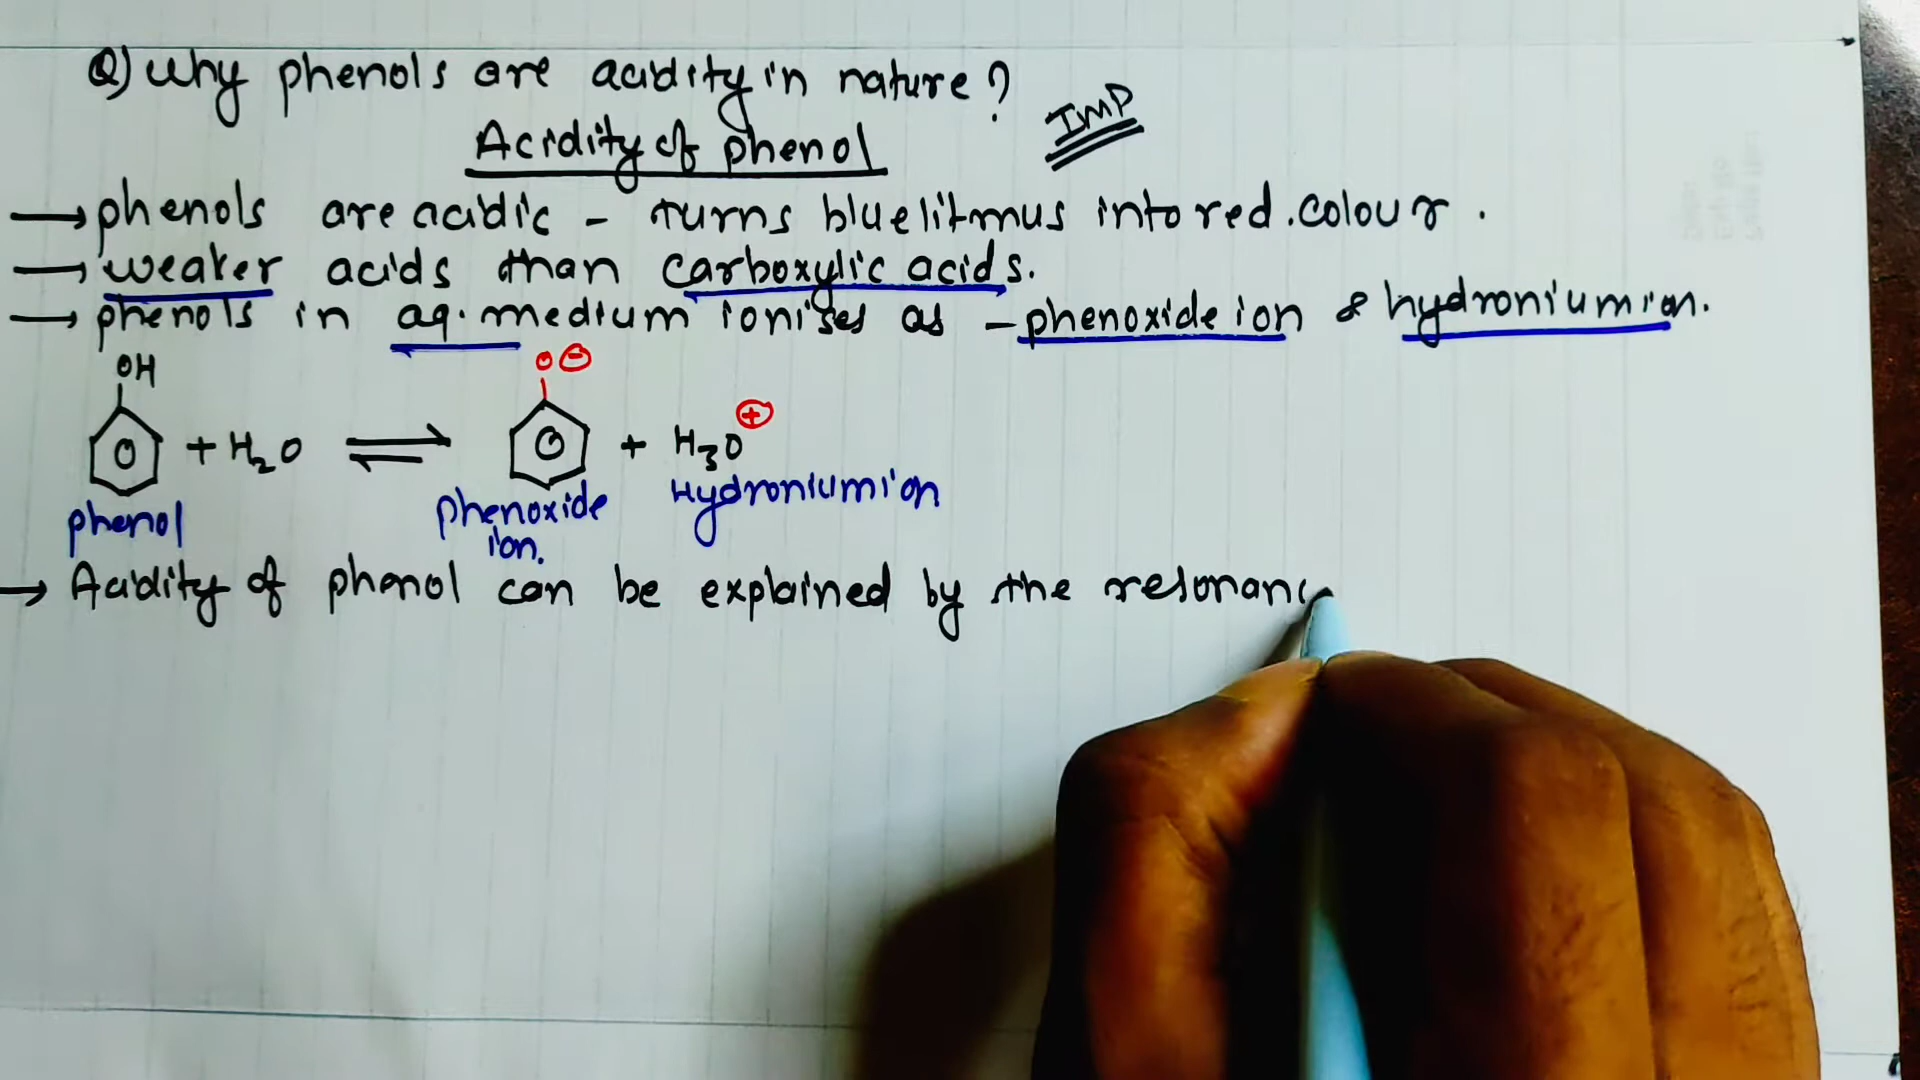 Q) Why phenols are acidity in nature?
Acidity of phenol
IMP
→ phenols are acidic - turns blue litmus into red.colour.
→ weaker acids than carboxylic acids.
→ phenols in aq. medium ionises as - phenoxide ion & hydronium ion.
OH
O⊖
+ H2O ⇌ + H3O⊕
phenol
phenoxide ion.
Hydronium ion
→ Acidity of phenol can be explained by the resonanc